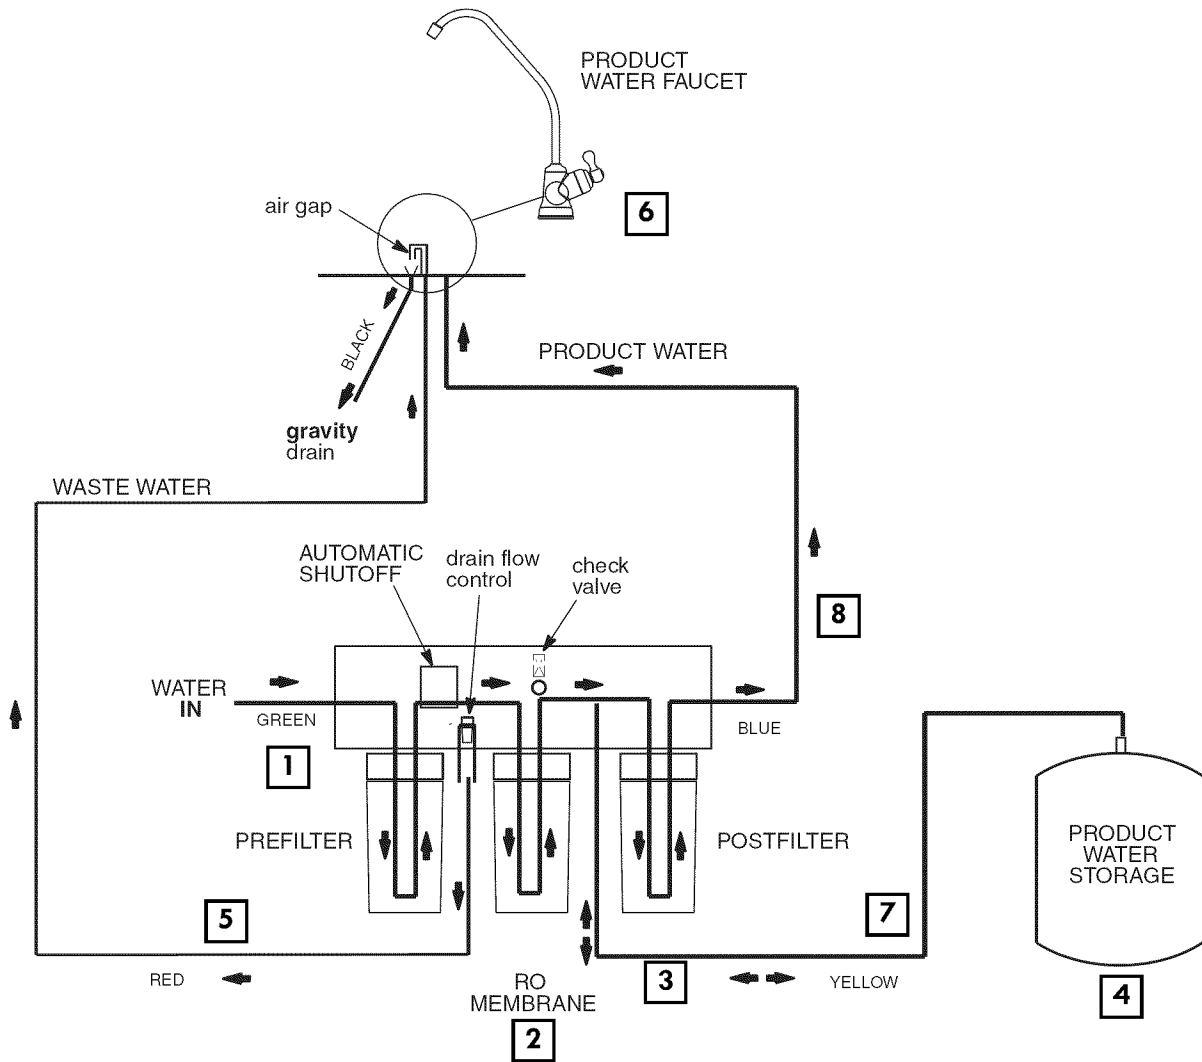 PRODUCT
WATER FAUCET
6
air gap
BLACK
PRODUCT WATER
gravity
drain
WASTE WATER
AUTOMATIC
SHUTOFF
drain flow
control
check
valve
8
WATER
IN
GREEN
BLUE
1
PREFILTER
POSTFILTER
PRODUCT
WATER
STORAGE
5
7
RED
RO
MEMBRANE
2
3
YELLOW
4